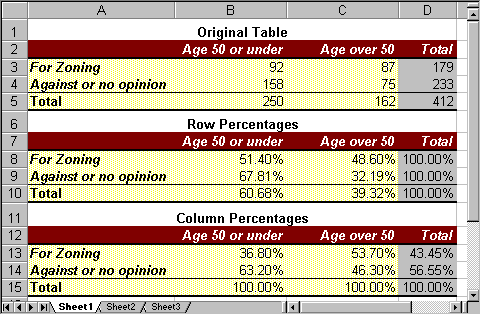 A B C D
1 Original Table
2 Age 50 or under Age over 50 Total
3 For Zoning 92 87 179
4 Against or no opinion 158 75 233
5 Total 250 162 412
6 Row Percentages
7 Age 50 or under Age over 50 Total
8 For Zoning 51.40% 48.60% 100.00%
9 Against or no opinion 67.81% 32.19% 100.00%
10 Total 60.68% 39.32% 100.00%
11 Column Percentages
12 Age 50 or under Age over 50 Total
13 For Zoning 36.80% 53.70% 43.45%
14 Against or no opinion 63.20% 46.30% 56.55%
15 Total 100.00% 100.00% 100.00%
Sheet1 Sheet2 Sheet3